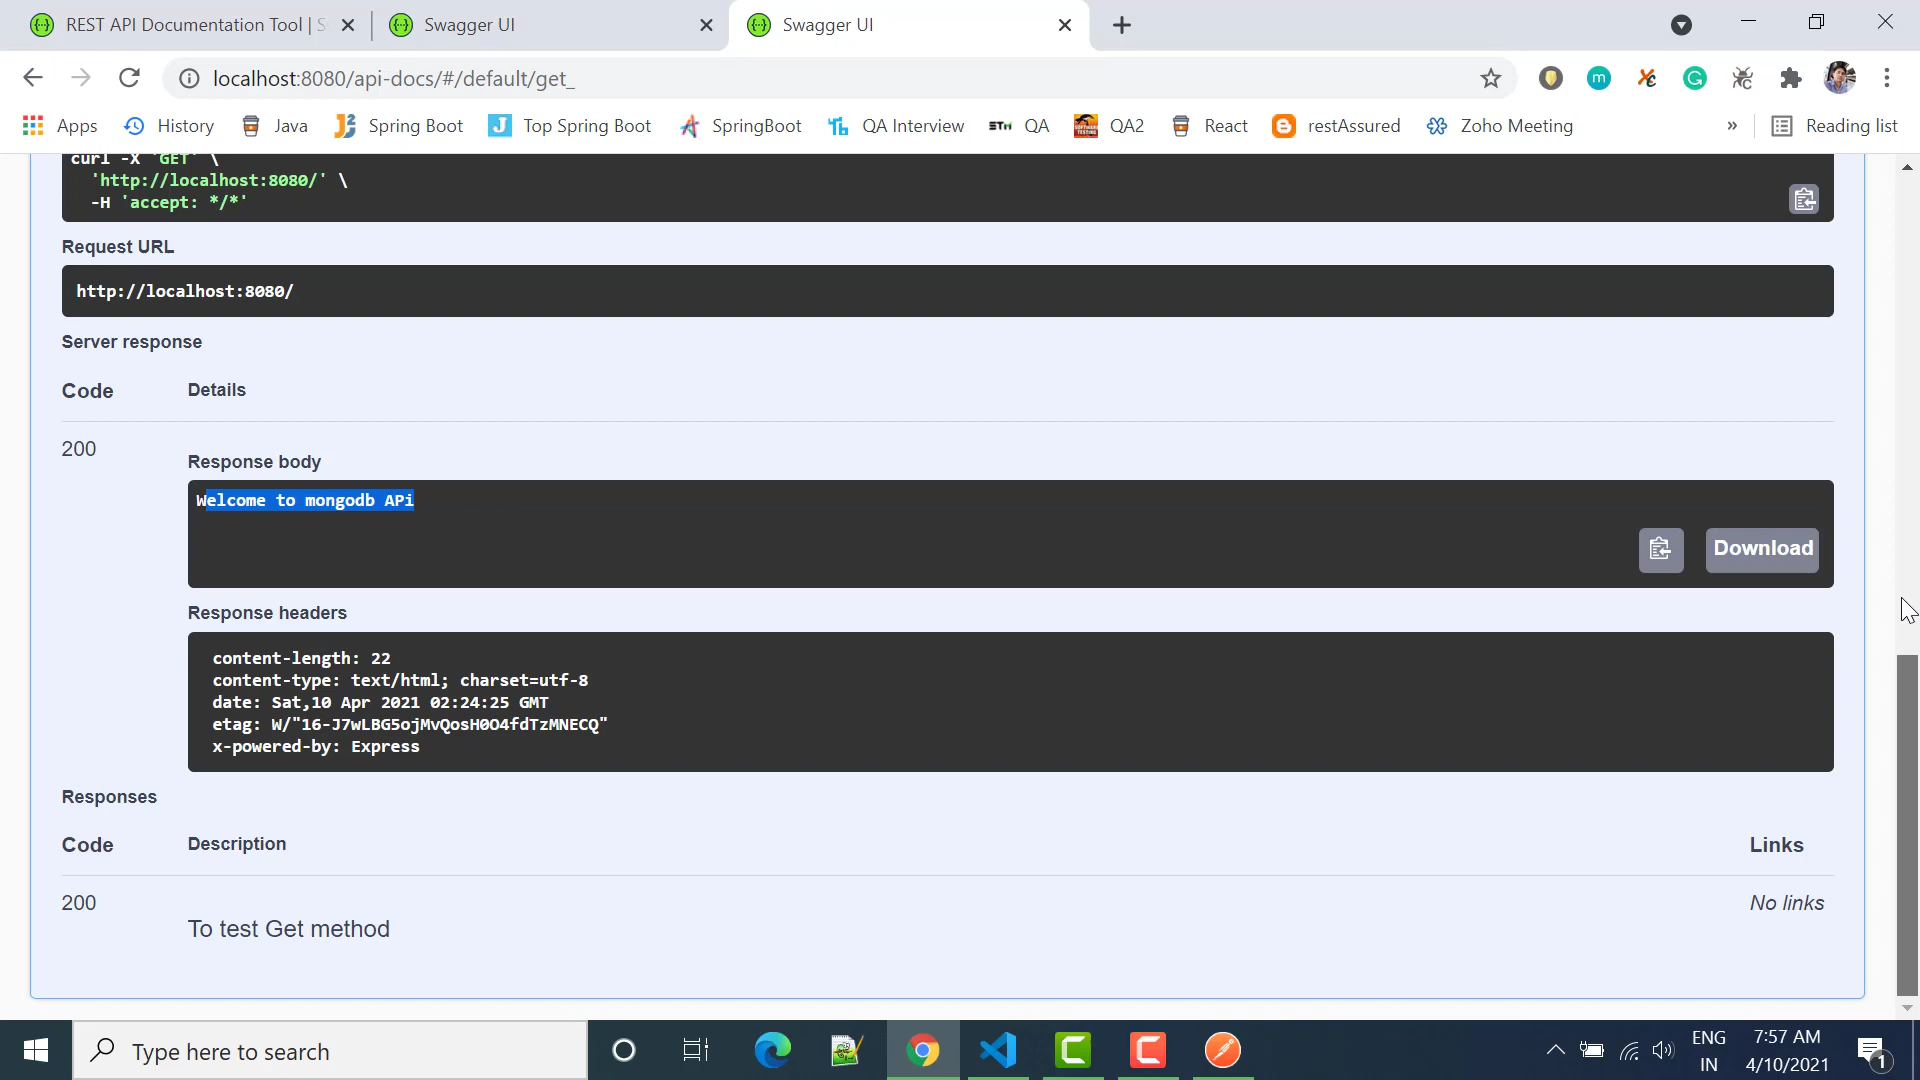 REST API Documentation Tool | S
Swagger UI
Swagger UI
localhost:8080/api-docs/#/default/get_
Apps
History
Java
Spring Boot
Top Spring Boot
SpringBoot
QA Interview
QA
QA2
React
restAssured
Zoho Meeting
»
Reading list
curl -X 'GET' \
'http://localhost:8080/' \
-H 'accept: */*'
Request URL
http://localhost:8080/
Server response
Code Details
200
Response body
Welcome to mongodb APi
Download
Response headers
content-length: 22
content-type: text/html; charset=utf-8
date: Sat,10 Apr 2021 02:24:25 GMT
etag: W/"16-J7wLBG5ojMvQosH0O4fdTzMNECQ"
x-powered-by: Express
Responses
Code Description Links
200 No links
To test Get method
Type here to search
ENG
IN
7:57 AM
4/10/2021
1